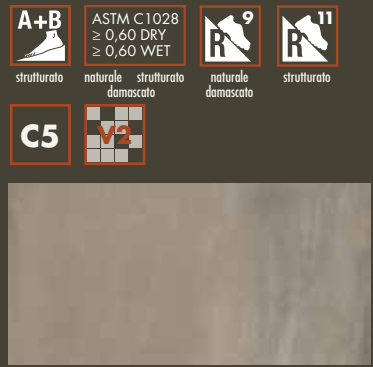 A+B
strutturato
ASTM C1028
≥ 0,60 DRY
≥ 0,60 WET
naturale strutturato
damascato
R 9
naturale
damascato
R 11
strutturato
C5
V2